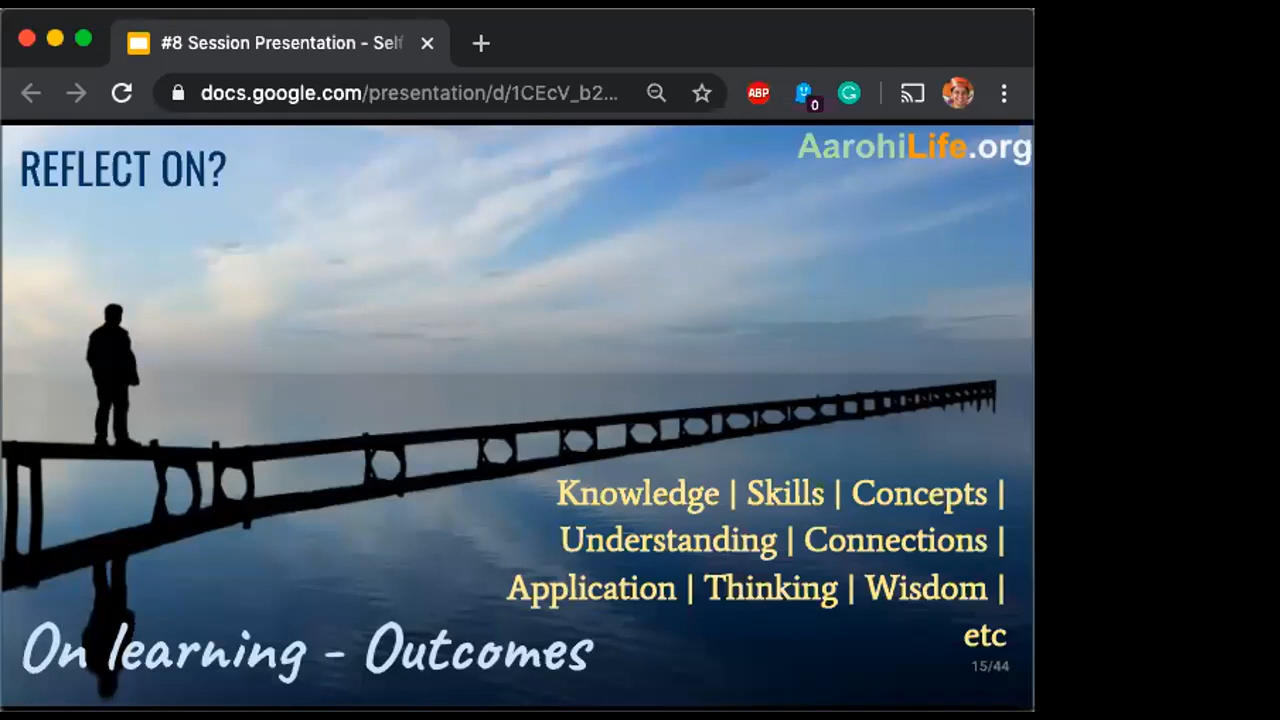 #8 Session Presentation - Self
docs.google.com/presentation/d/1CEcV_b2...
ABP
0
AarohiLife.org
REFLECT ON?
Knowledge | Skills | Concepts |
Understanding | Connections |
Application | Thinking | Wisdom |
etc
On learning - Outcomes
15/44